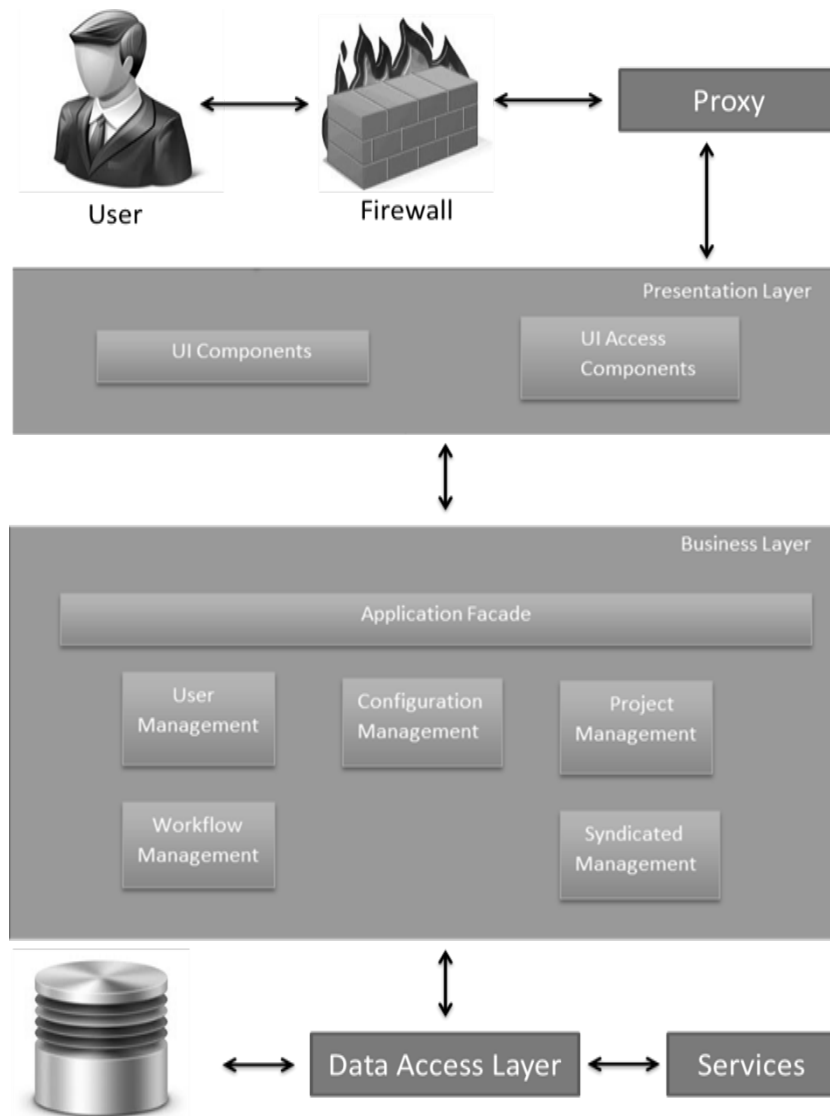 Proxy
User
Firewall
Presentation Layer
UI Components
UI Access
Components
Business Layer
Application Facade
User
Management
Configuration
Management
Project
Management
Workflow
Management
Syndicated
Management
Data Access Layer
Services